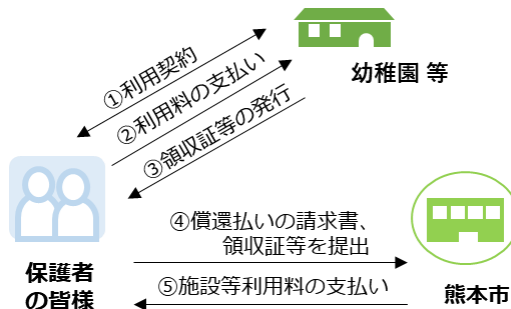 ①利用契約
②利用料の支払い
③領収証等の発行
幼稚園 等
④償還払いの請求書、
領収証等を提出
⑤施設等利用料の支払い
保護者
の皆様
熊本市